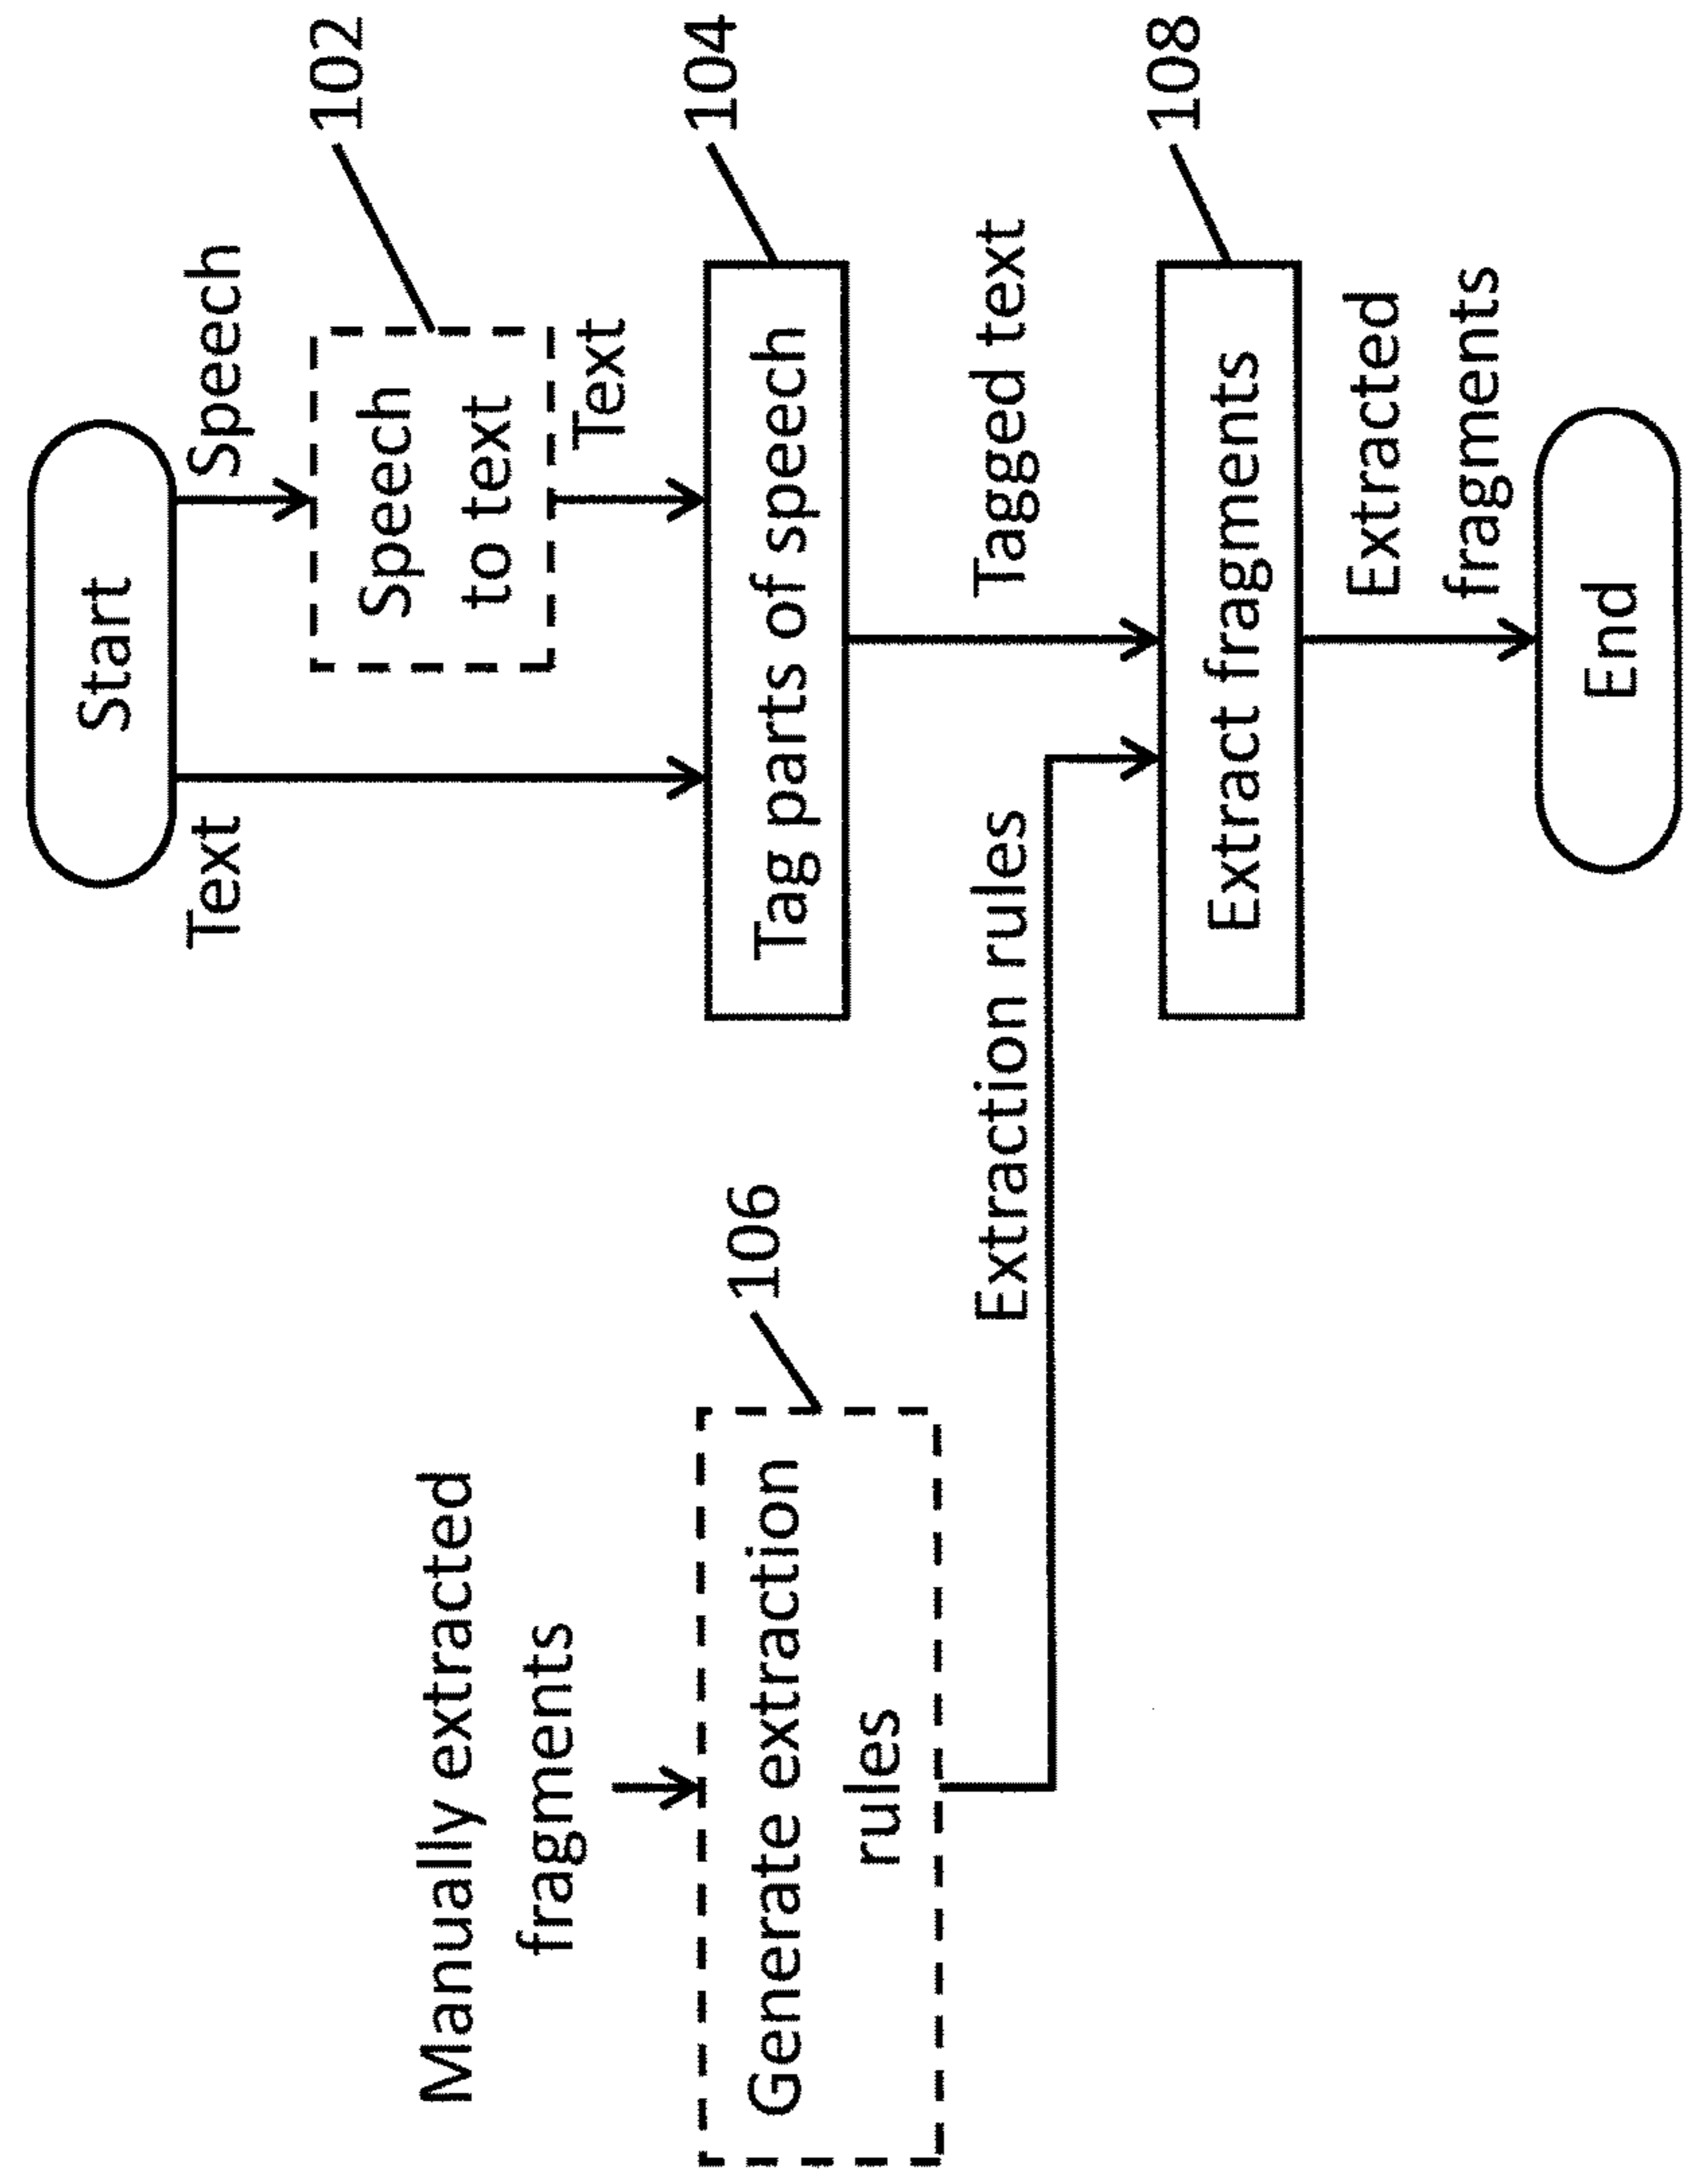 Start
Text
Speech
Speech
to text
102
Text
Manually extracted
fragments
Generate extraction
rules
106
Tag parts of speech
104
Extraction rules
Tagged text
Extract fragments
108
Extracted
fragments
End